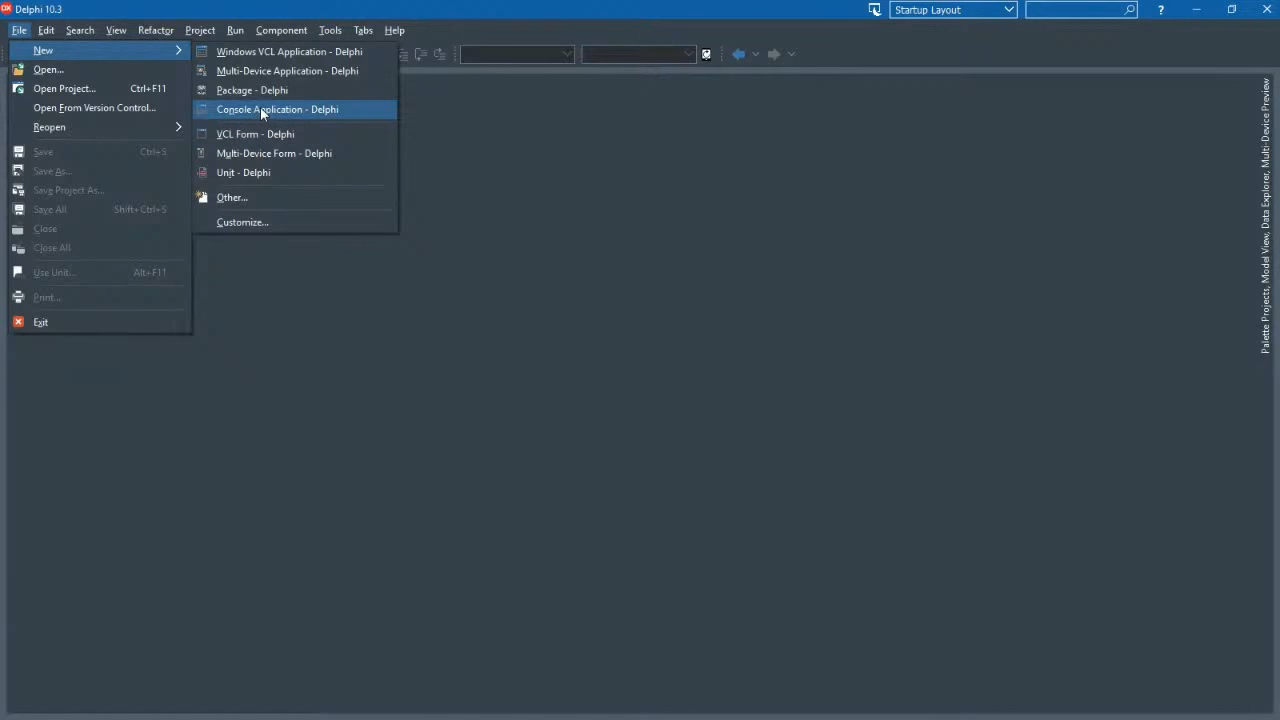 DX Delphi 10.3
Startup Layout
?
File Edit Search View Refactor Project Run Component Tools Tabs Help
New
Open...
Open Project... Ctrl+F11
Open From Version Control...
Reopen
Save Ctrl+S
Save As...
Save Project As...
Save All Shift+Ctrl+S
Close
Close All
Use Unit... Alt+F11
Print...
Exit
Windows VCL Application - Delphi
Multi-Device Application - Delphi
Package - Delphi
Console Application - Delphi
VCL Form - Delphi
Multi-Device Form - Delphi
Unit - Delphi
Other...
Customize...
Palette Projects, Model View, Data Explorer, Multi-Device Preview